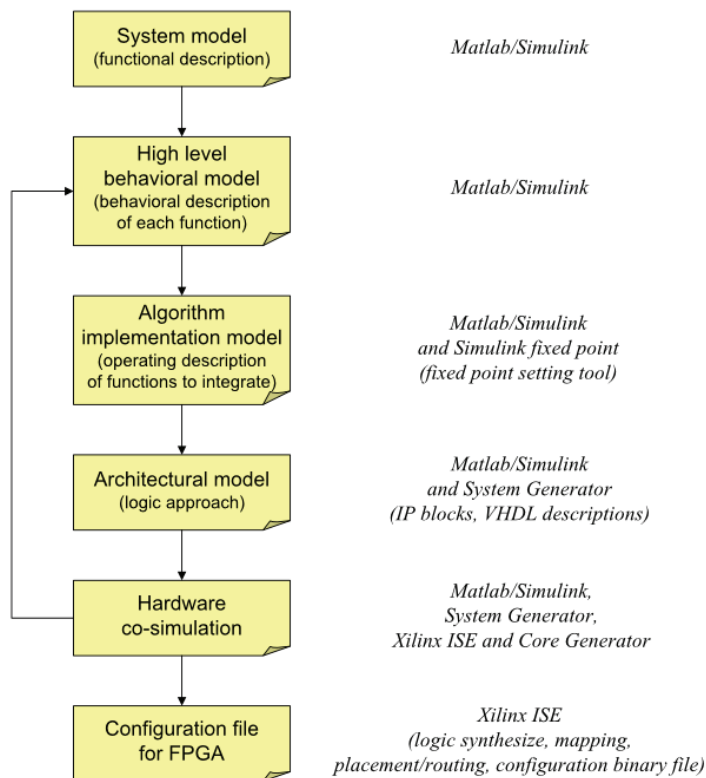 System model
(functional description)
Matlab/Simulink
High level
behavioral model
(behavioral description
of each function)
Matlab/Simulink
Algorithm
implementation model
(operating description
of functions to integrate)
Matlab/Simulink
and Simulink fixed point
(fixed point setting tool)
Architectural model
(logic approach)
Matlab/Simulink
and System Generator
(IP blocks, VHDL descriptions)
Hardware
co-simulation
Matlab/Simulink,
System Generator,
Xilinx ISE and Core Generator
Configuration file
for FPGA
Xilinx ISE
(logic synthesize, mapping,
placement/routing, configuration binary file)